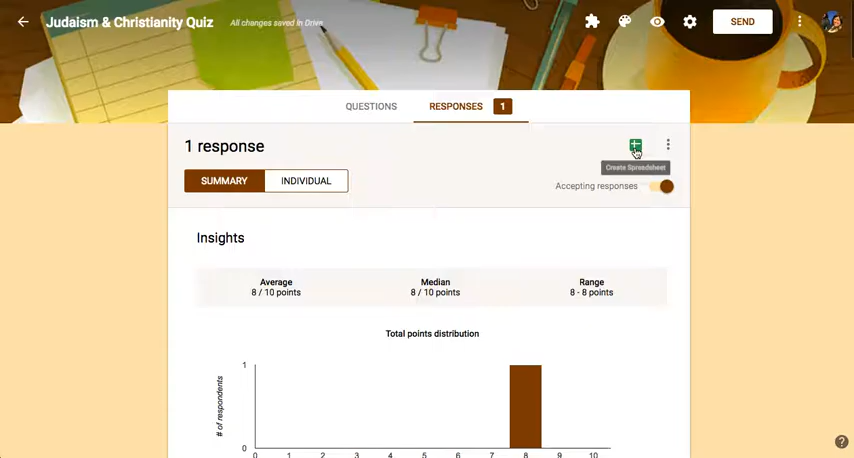 Judaism & Christianity Quiz
All changes saved in Drive
SEND
QUESTIONS
RESPONSES
1
1 response
Create Spreadsheet
SUMMARY
INDIVIDUAL
Accepting responses
Insights
Average
Median
Range
8 / 10 points
8 / 10 points
8 - 8 points
Total points distribution
# of respondents
1
0
0 1 2 3 4 5 6 7 8 9 10
?